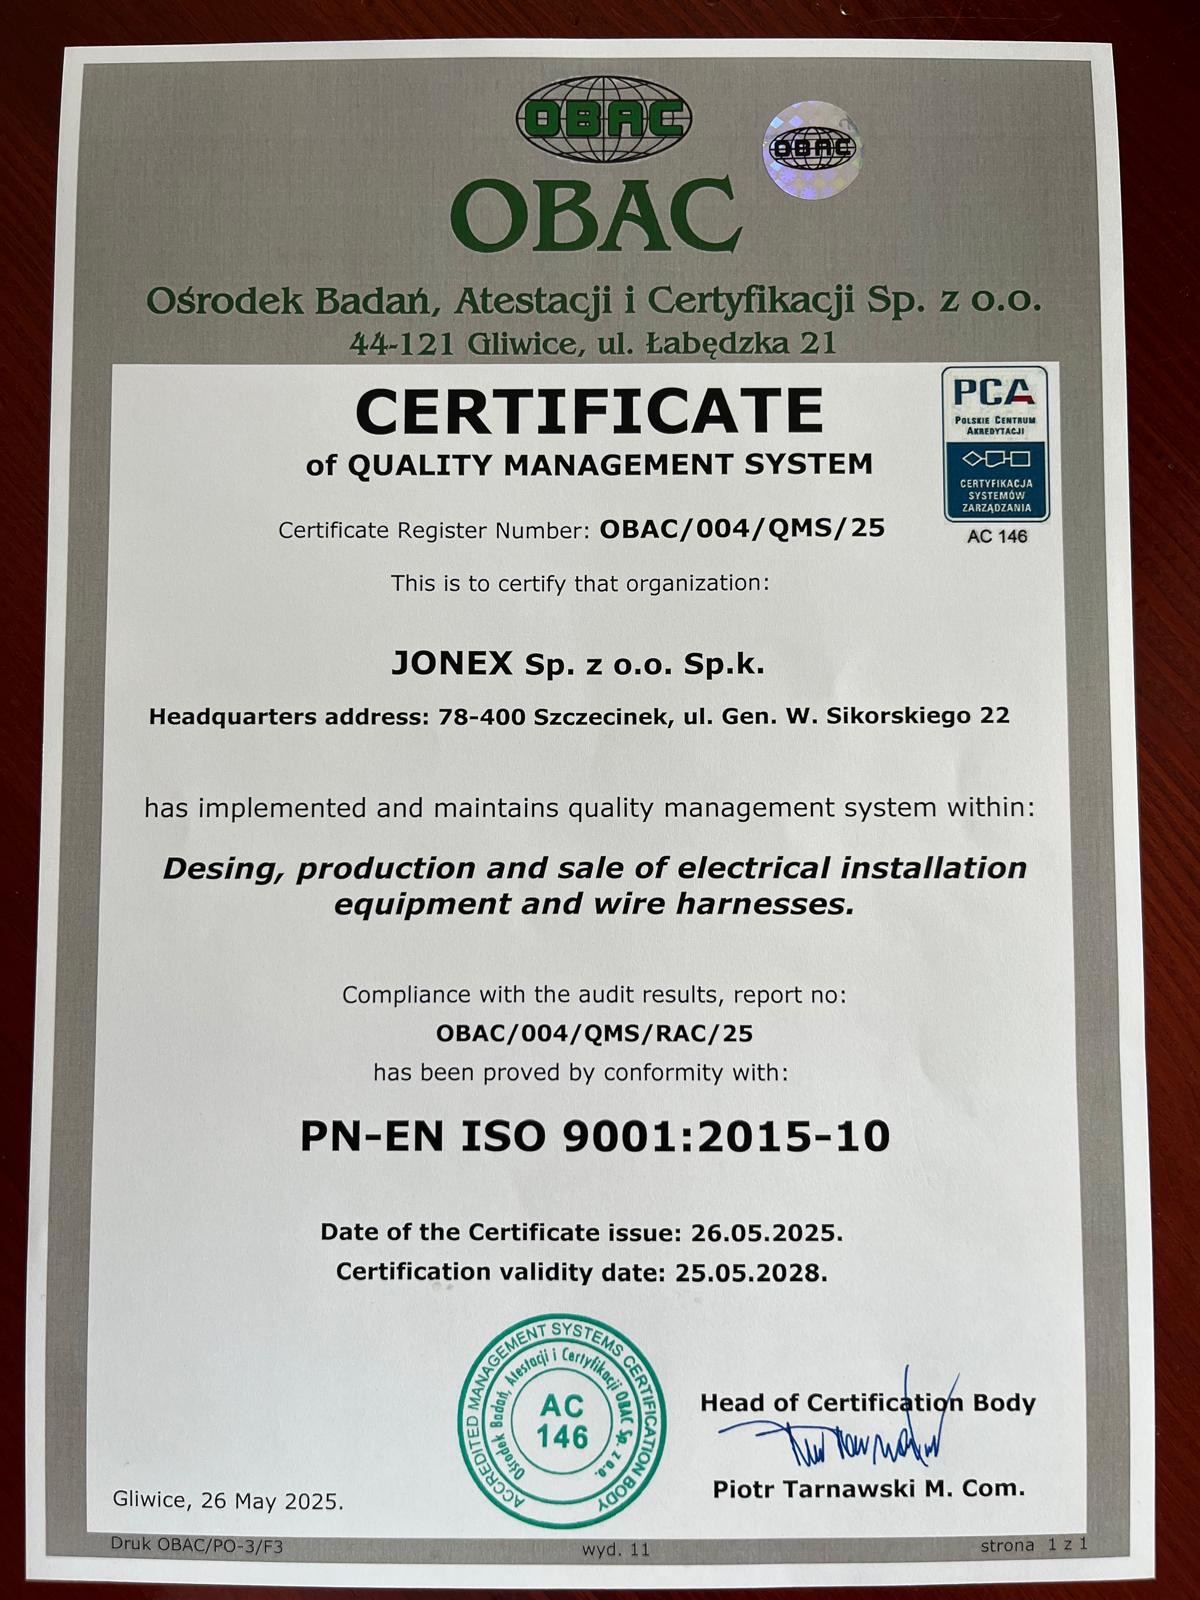 OBAC
OBAC
OBAC
Ośrodek Badań, Atestacji i Certyfikacji Sp. z o.o.
44-121 Gliwice, ul. Łabędzka 21
PCA
POLSKIE CENTRUM
AKREDYTACJI
CERTYFIKACJA
SYSTEMÓW
ZARZĄDZANIA
AC 146
CERTIFICATE
of QUALITY MANAGEMENT SYSTEM
Certificate Register Number: OBAC/004/QMS/25
This is to certify that organization:
JONEX Sp. z o.o. Sp.k.
Headquarters address: 78-400 Szczecinek, ul. Gen. W. Sikorskiego 22
has implemented and maintains quality management system within:
Desing, production and sale of electrical installation
equipment and wire harnesses.
Compliance with the audit results, report no:
OBAC/004/QMS/RAC/25
has been proved by conformity with:
PN-EN ISO 9001:2015-10
Date of the Certificate issue: 26.05.2025.
Certification validity date: 25.05.2028.
ACCREDITED MANAGEMENT SYSTEMS CERTIFICATION BODY
Ośrodek Badań, Atestacji i Certyfikacji OBAC Sp. z o.o.
AC
146
Head of Certification Body
Piotr Tarnawski M. Com.
Gliwice, 26 May 2025.
Druk OBAC/PO-3/F3
wyd. 11
strona 1 z 1